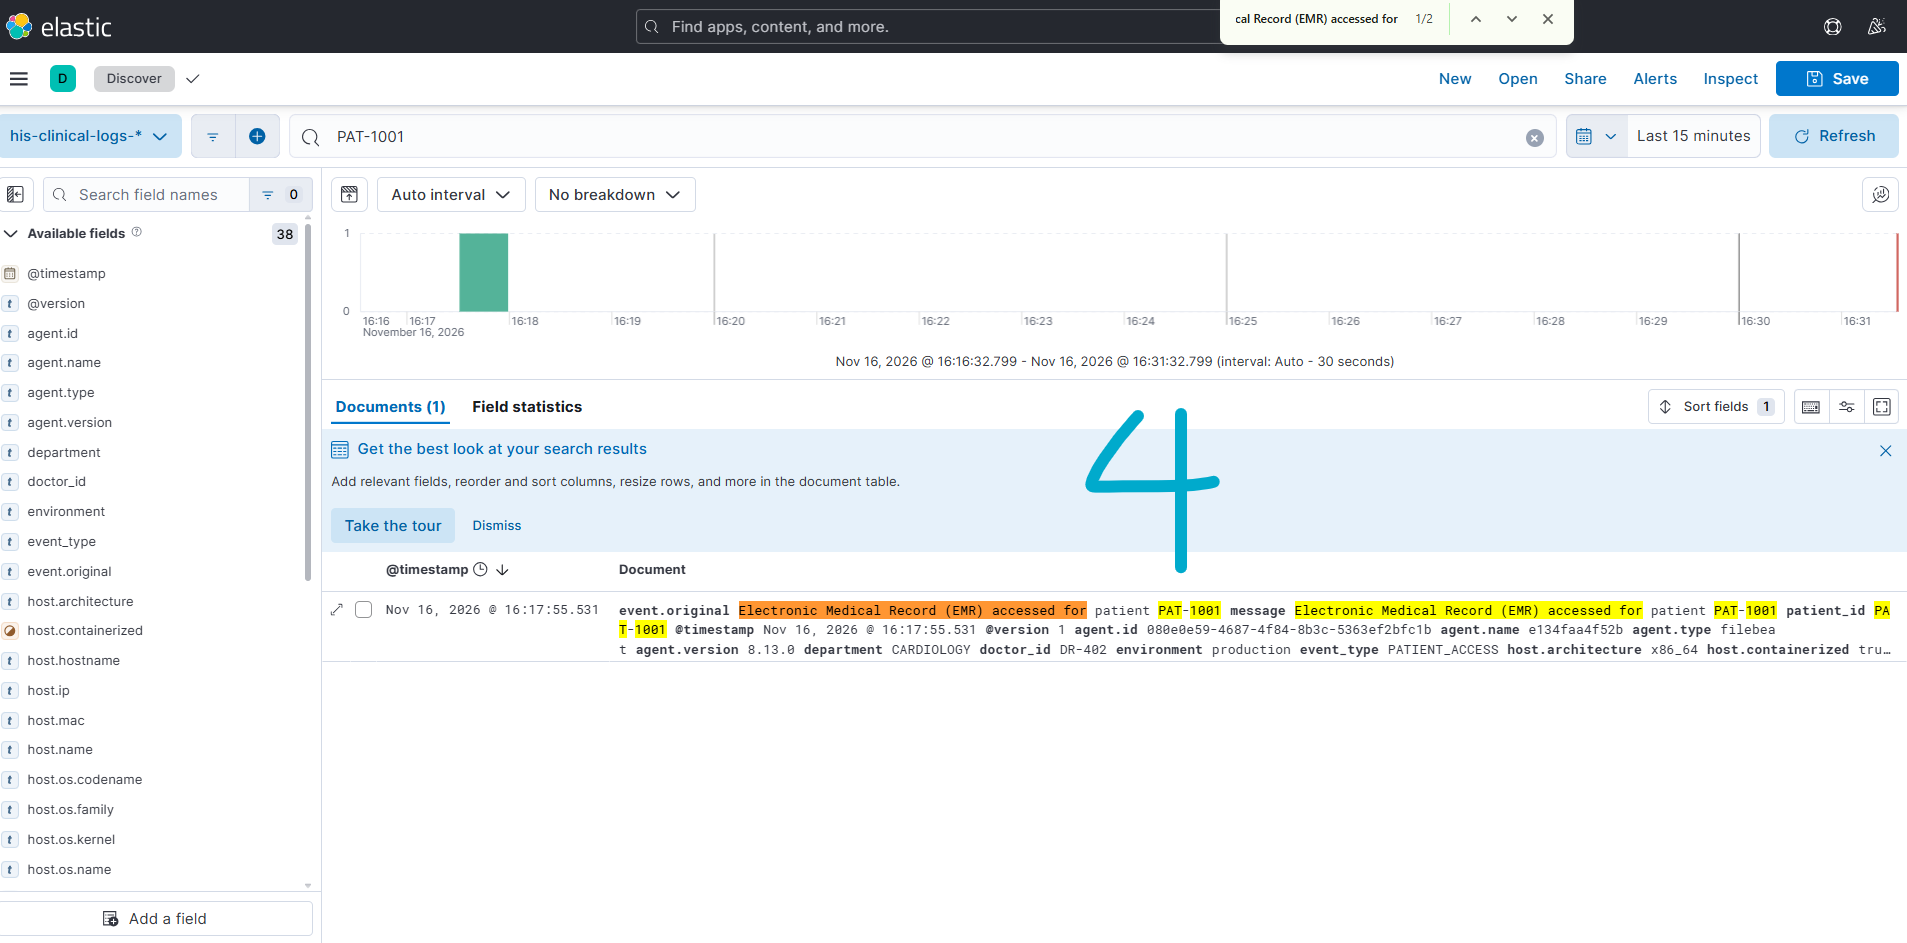 elastic
Find apps, content, and more.
cal Record (EMR) accessed for 1/2
D Discover
New Open Share Alerts Inspect Save
his-clinical-logs-*
PAT-1001
Last 15 minutes
Refresh
Search field names 0
Auto interval
No breakdown
Available fields 38
@timestamp
@version
agent.id
agent.name
agent.type
agent.version
department
doctor_id
environment
event_type
event.original
host.architecture
host.containerized
host.hostname
host.ip
host.mac
host.name
host.os.codename
host.os.family
host.os.kernel
host.os.name
Add a field
1
0
16:16 16:17 16:18 16:19 16:20 16:21 16:22 16:23 16:24 16:25 16:26 16:27 16:28 16:29 16:30 16:31
November 16, 2026
Nov 16, 2026 @ 16:16:32.799 - Nov 16, 2026 @ 16:31:32.799 (interval: Auto - 30 seconds)
Documents (1) Field statistics
Sort fields 1
4
Get the best look at your search results
Add relevant fields, reorder and sort columns, resize rows, and more in the document table.
Take the tour Dismiss
@timestamp Document
Nov 16, 2026 @ 16:17:55.531 event.original Electronic Medical Record (EMR) accessed for patient PAT-1001 message Electronic Medical Record (EMR) accessed for patient PAT-1001 patient_id PA
T-1001 @timestamp Nov 16, 2026 @ 16:17:55.531 @version 1 agent.id 080e0e59-4687-4f84-8b3c-5363ef2bfc1b agent.name e134faa4f52b agent.type filebea
t agent.version 8.13.0 department CARDIOLOGY doctor_id DR-402 environment production event_type PATIENT_ACCESS host.architecture x86_64 host.containerized tru…